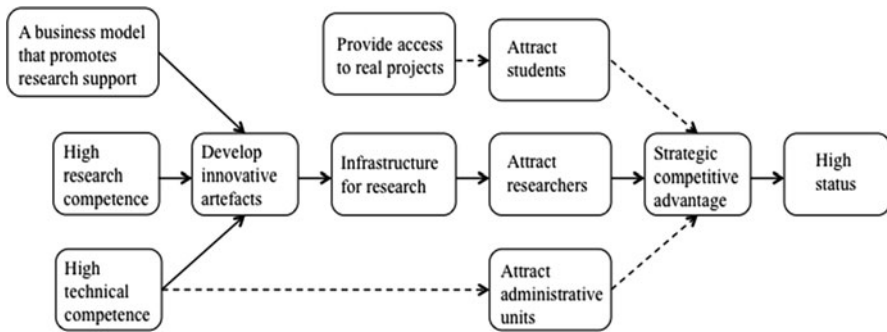 A business model
that promotes
research support
Provide access
to real projects
Attract
students
High
research
competence
Develop
innovative
artefacts
Infrastructure
for research
Attract
researchers
Strategic
competitive
advantage
High
status
High
technical
competence
Attract
administrative
units